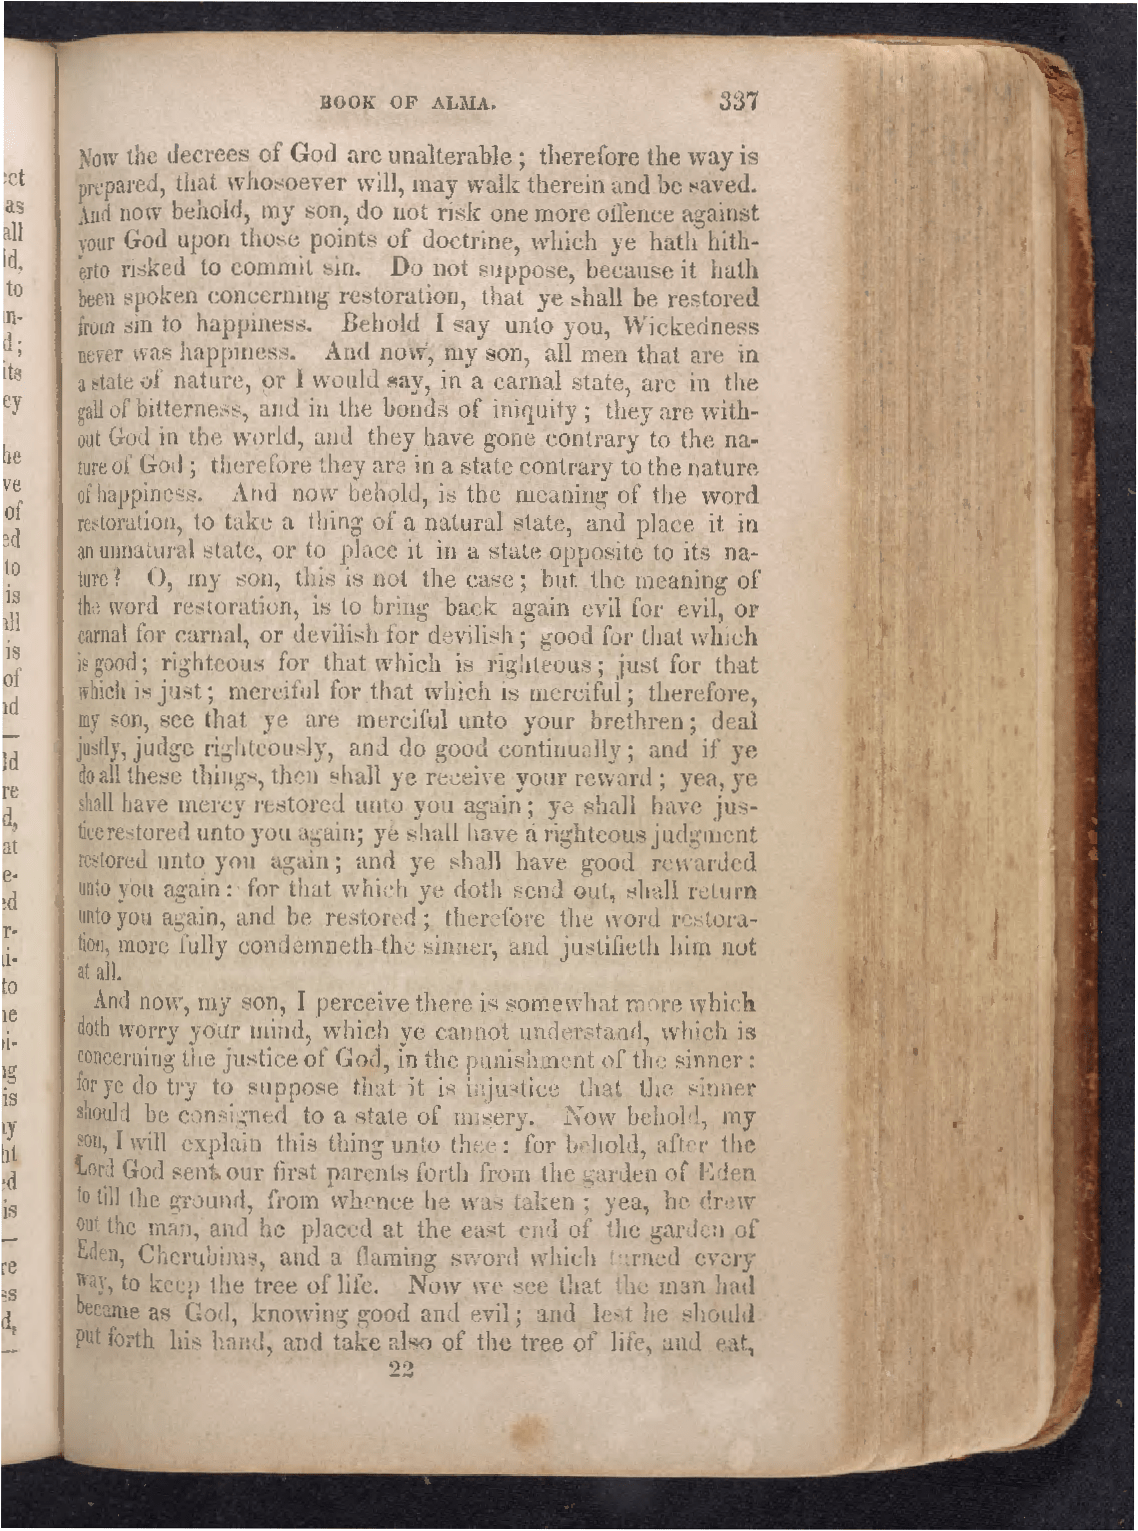 BOOK OF ALMA. 337
Now the decrees of God are unalterable; therefore the way is
prepared, that whosoever will, may walk therein and be saved.
And now behold, my son, do not risk one more offence against
your God upon those points of doctrine, which ye hath hith-
erto risked to commit sin. Do not suppose, because it hath
been spoken concerning restoration, that ye shall be restored
from sin to happiness. Behold I say unto you, Wickedness
never was happiness. And now, my son, all men that are in
a state of nature, or I would say, in a carnal state, are in the
gall of bitterness, and in the bonds of iniquity; they are with-
out God in the world, and they have gone contrary to the na-
ture of God; therefore they are in a state contrary to the nature
of happiness. And now behold, is the meaning of the word
restoration, to take a thing of a natural state, and place it in
an unnatural state, or to place it in a state opposite to its na-
ture? O, my son, this is not the case; but the meaning of
the word restoration, is to bring back again evil for evil, or
carnal for carnal, or devilish for devilish; good for that which
is good; righteous for that which is righteous; just for that
which is just; merciful for that which is merciful; therefore,
my son, see that ye are merciful unto your brethren; deal
justly, judge righteously, and do good continually; and if ye
do all these things, then shall ye receive your reward; yea, ye
shall have mercy restored unto you again; ye shall have jus-
tice restored unto you again; ye shall have a righteous judgment
restored unto you again; and ye shall have good rewarded
unto you again: for that which ye doth send out, shall return
unto you again, and be restored; therefore the word restora-
tion, more fully condemneth the sinner, and justifieth him not
at all.
And now, my son, I perceive there is somewhat more which
doth worry your mind, which ye cannot understand, which is
concerning the justice of God, in the punishment of the sinner:
for ye do try to suppose that it is injustice that the sinner
should be consigned to a state of misery. Now behold, my
son, I will explain this thing unto thee: for behold, after the
Lord God sent our first parents forth from the garden of Eden
to till the ground, from whence he was taken; yea, he drew
out the man, and he placed at the east end of the garden of
Eden, Cherubims, and a flaming sword which turned every
way, to keep the tree of life. Now we see that the man had
became as God, knowing good and evil; and lest he should
put forth his hand, and take also of the tree of life, and eat,
22